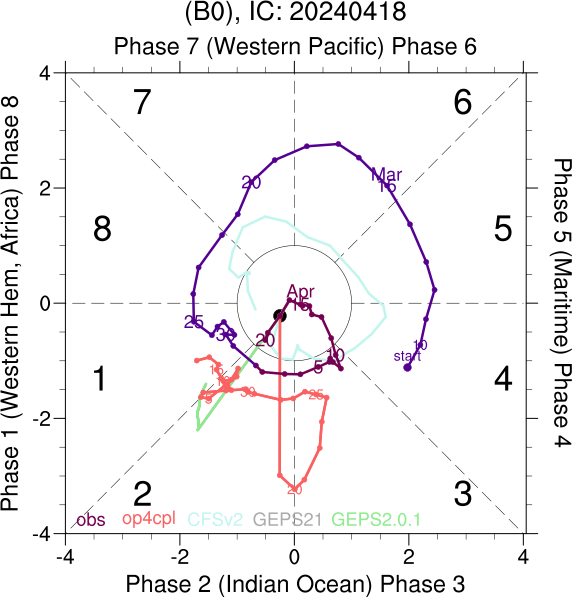 (B0), IC: 20240418
Phase 7 (Western Pacific) Phase 6
Phase 1 (Western Hem, Africa) Phase 8
Phase 5 (Maritime) Phase 4
4
2
0
-2
-4
7
6
8
5
1
4
2
3
Mar
15
20
25
10
start
Apr
15
20
10
5
30
25
20
obs op4cpl CFSv2 GEPS21 GEPS2.0.1
-4 -2 0 2 4
Phase 2 (Indian Ocean) Phase 3